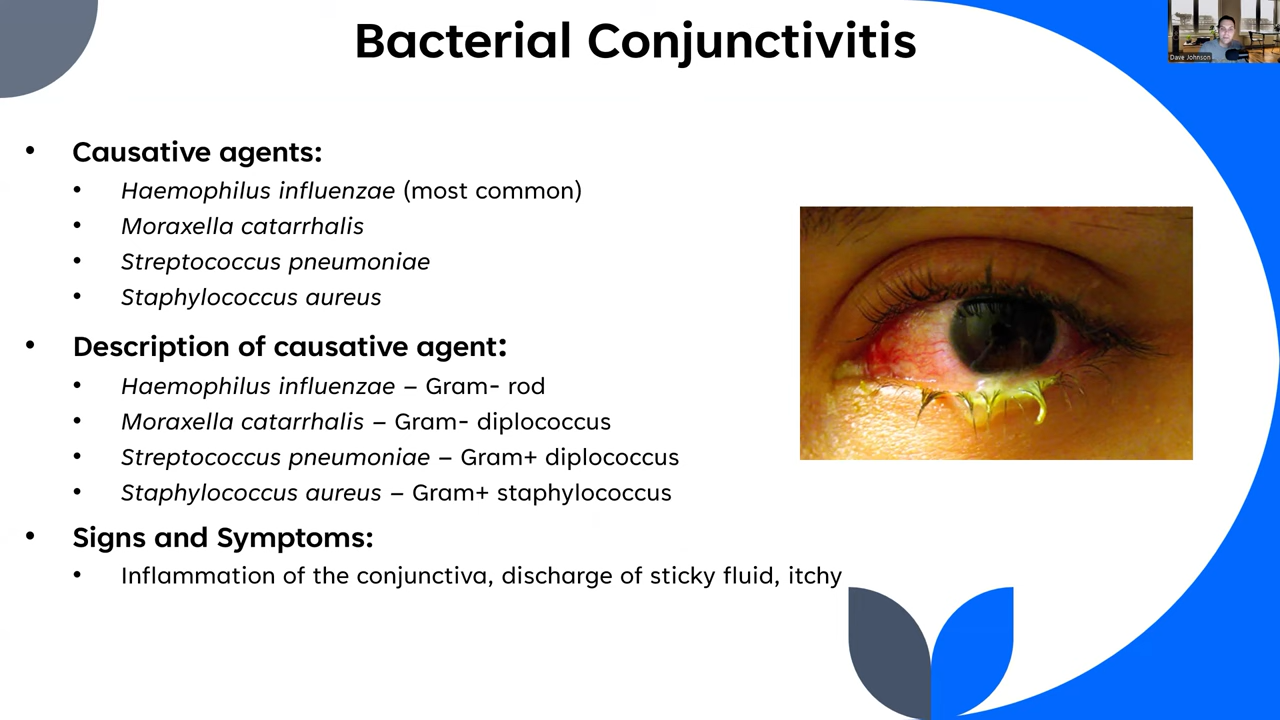 Bacterial Conjunctivitis
Dave Johnson
• Causative agents:
• Haemophilus influenzae (most common)
• Moraxella catarrhalis
• Streptococcus pneumoniae
• Staphylococcus aureus
• Description of causative agent:
• Haemophilus influenzae – Gram- rod
• Moraxella catarrhalis – Gram- diplococcus
• Streptococcus pneumoniae – Gram+ diplococcus
• Staphylococcus aureus – Gram+ staphylococcus
• Signs and Symptoms:
• Inflammation of the conjunctiva, discharge of sticky fluid, itchy